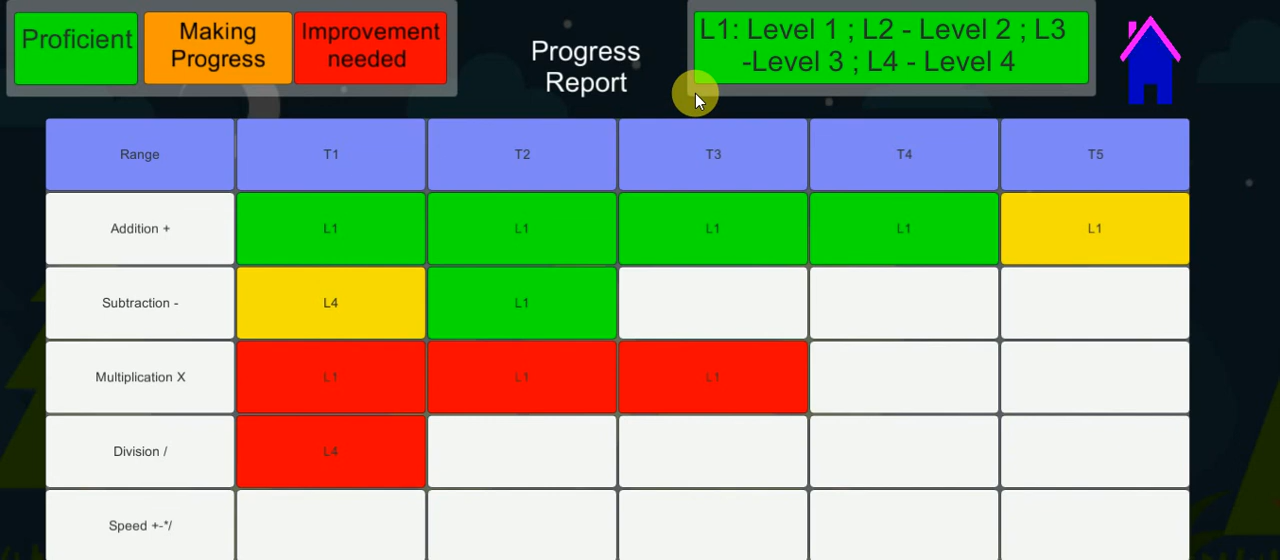 Proficient
Making
Progress
Improvement
needed
Progress
Report
L1: Level 1 ; L2 - Level 2 ; L3
-Level 3 ; L4 - Level 4
Range T1 T2 T3 T4 T5
Addition + L1 L1 L1 L1 L1
Subtraction - L4 L1
Multiplication X L1 L1 L1
Division / L4
Speed +-*/